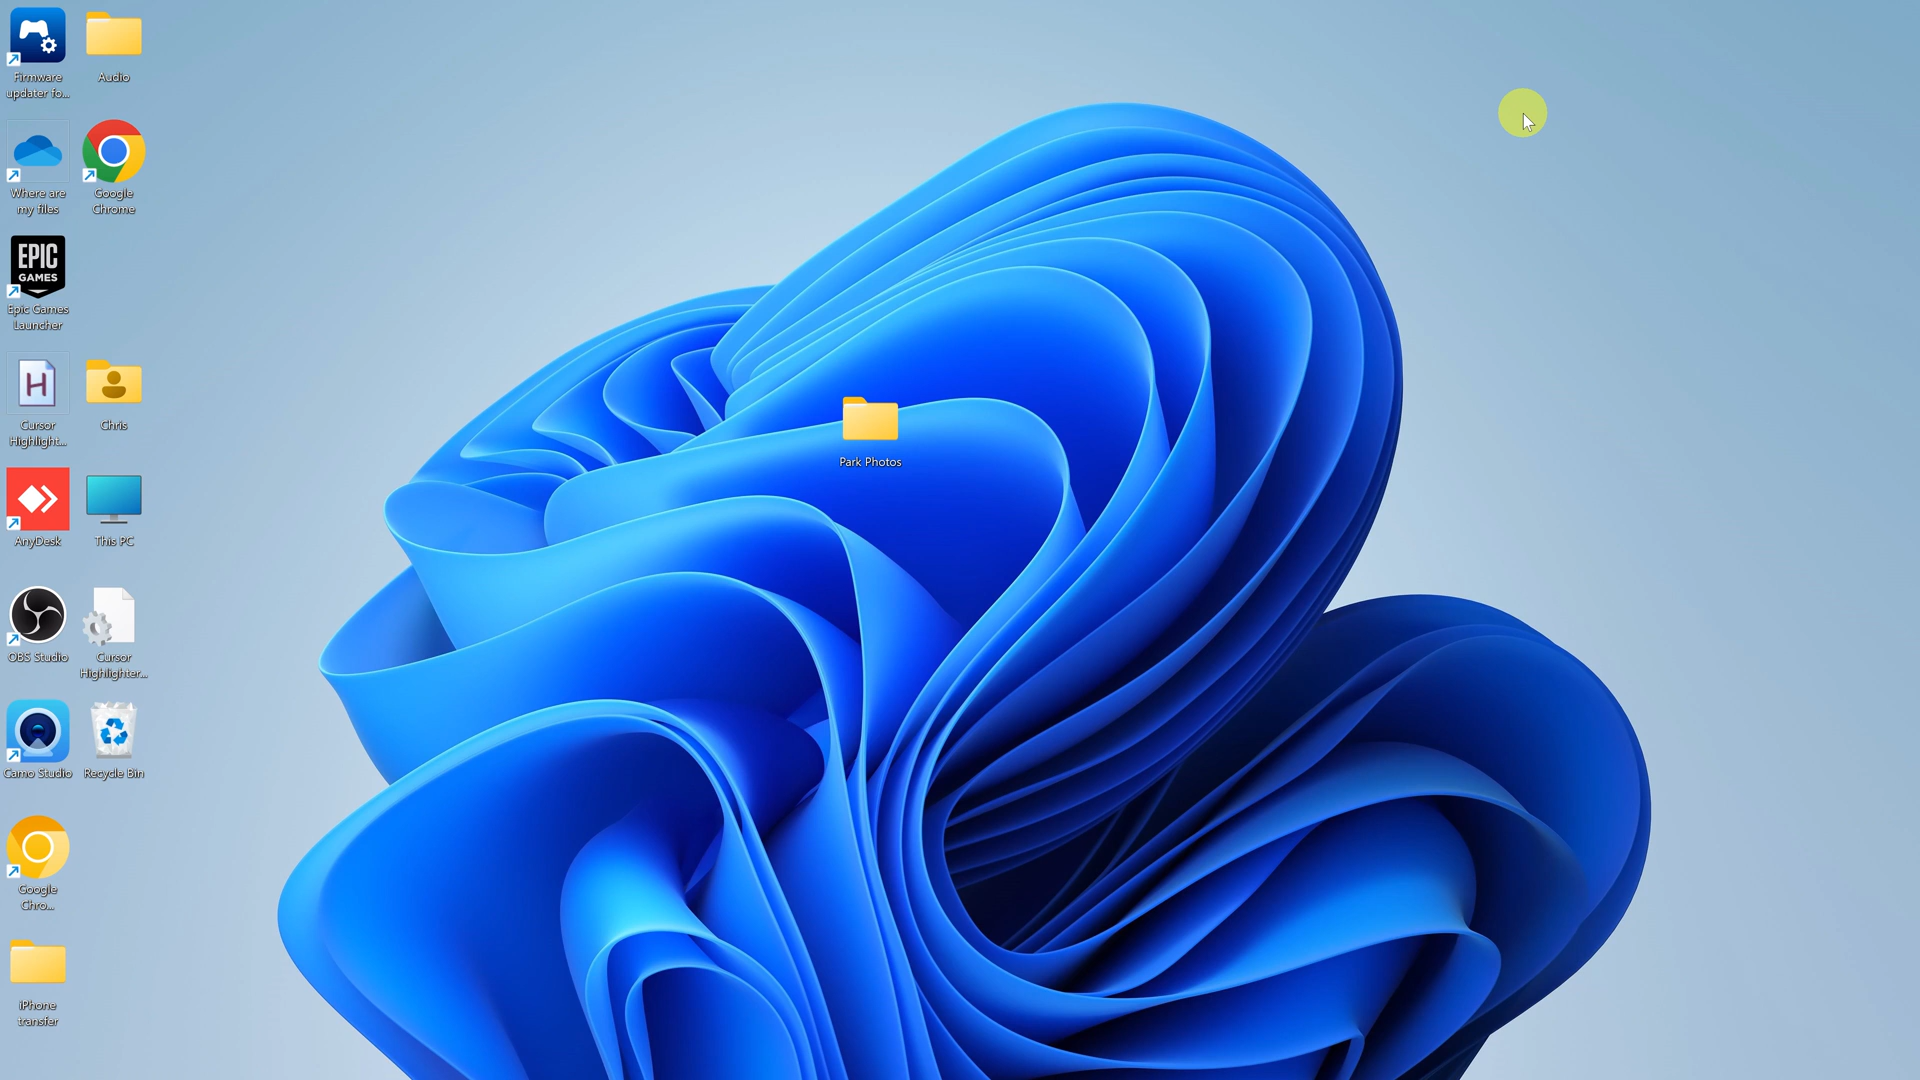 Firmware
updater fo...
Audio
Where are
my files
Google
Chrome
EPIC
GAMES
Epic Games
Launcher
H
Cursor
Highlight...
Chris
AnyDesk
This PC
OBS Studio
Cursor
Highlighter...
Camo Studio
Recycle Bin
Google
Chro...
iPhone
transfer
Park Photos